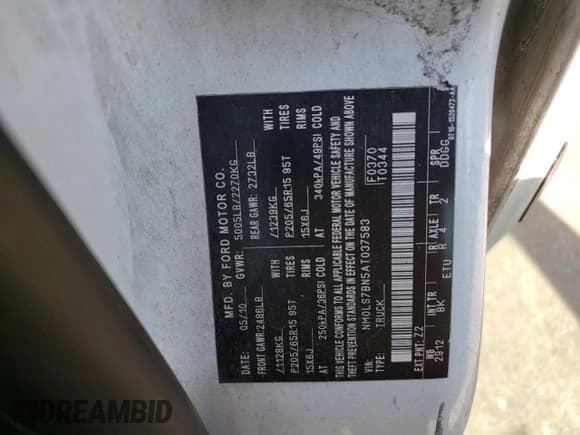 MFD. BY FORD MOTOR CO.
05/10 GVWR: 5005LB/2270KG
FRONT GAWR: 2486LB REAR GAWR: 2732LB
/1128KG WITH /1239KG WITH
P205/65R15 95T TIRES P205/65R15 95T TIRES
15X6J RIMS 15X6J RIMS
AT 250kPA/36PSI COLD AT 340kPA/49PSI COLD
THIS VEHICLE CONFORMS TO ALL APPLICABLE FEDERAL MOTOR VEHICLE SAFETY AND
THEFT PREVENTION STANDARDS IN EFFECT ON THE DATE OF MANUFACTURE SHOWN ABOVE
VIN: NM0LS7BN5A1037583 F0370
TYPE: TRUCK T0344
EXT.PNT: Z2
WB INT.TR B AXLE TR SPR
2912 8K ETU R 4 2 DDGG
DREAMBID